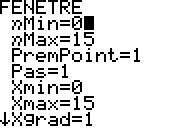 FENETRE
nMin=0
nMax=15
PremPoint=1
Pas=1
Xmin=0
Xmax=15
↓Xgrad=1